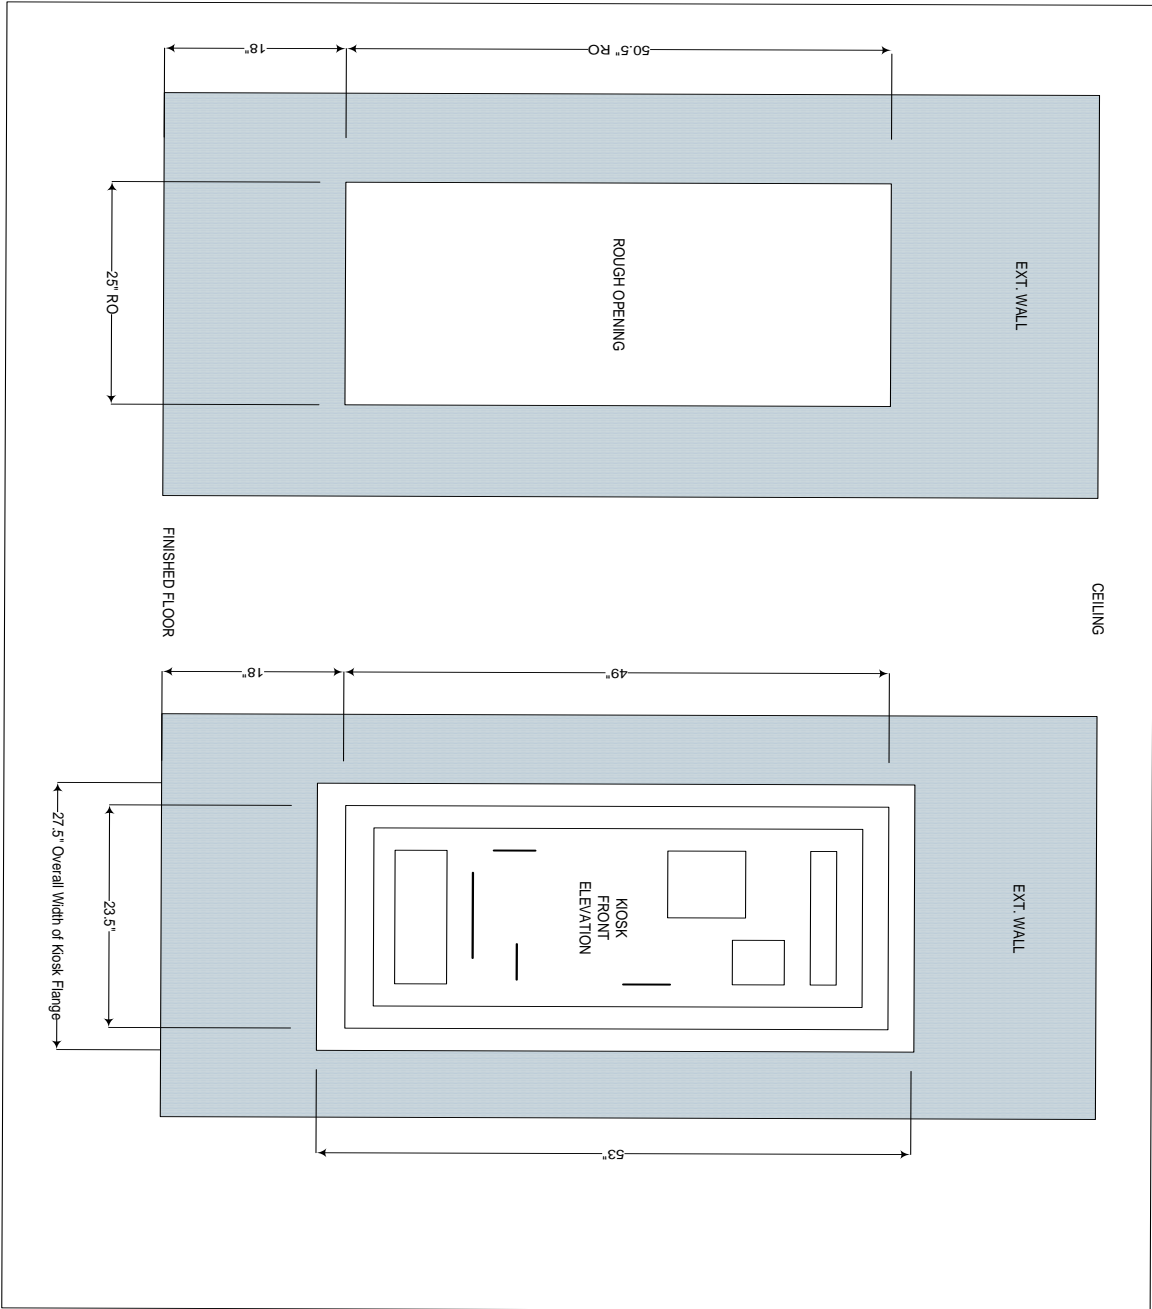 18"
50.5" RO
25" RO
ROUGH OPENING
EXT. WALL
FINISHED FLOOR
CEILING
18"
49"
27.5" Overall Width of Kiosk Flange
23.5"
KIOSK
FRONT
ELEVATION
EXT. WALL
53"